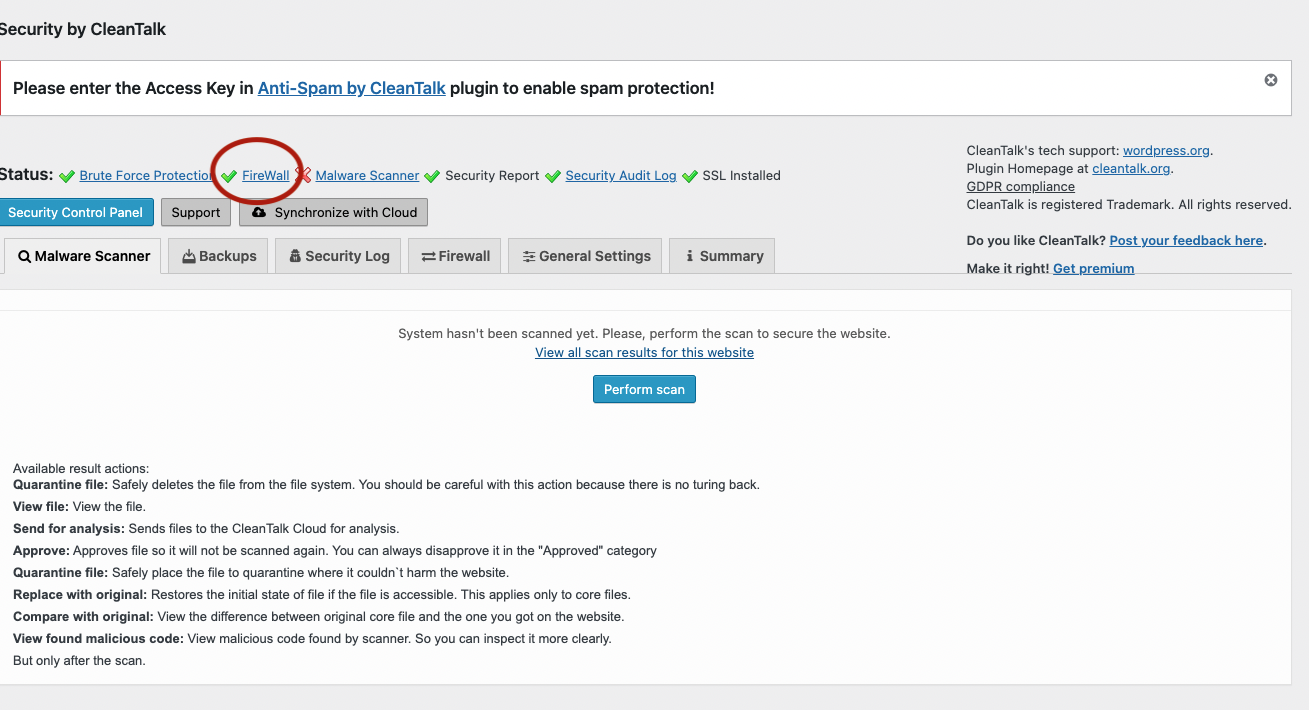 Security by CleanTalk
Please enter the Access Key in Anti-Spam by CleanTalk plugin to enable spam protection!
Status: Brute Force Protection FireWall Malware Scanner Security Report Security Audit Log SSL Installed
Security Control Panel Support Synchronize with Cloud
CleanTalk's tech support: wordpress.org.
Plugin Homepage at cleantalk.org.
GDPR compliance
CleanTalk is registered Trademark. All rights reserved.
Do you like CleanTalk? Post your feedback here.
Make it right! Get premium
Malware Scanner Backups Security Log Firewall General Settings Summary
System hasn't been scanned yet. Please, perform the scan to secure the website.
View all scan results for this website
Perform scan
Available result actions:
Quarantine file: Safely deletes the file from the file system. You should be careful with this action because there is no turing back.
View file: View the file.
Send for analysis: Sends files to the CleanTalk Cloud for analysis.
Approve: Approves file so it will not be scanned again. You can always disapprove it in the "Approved" category
Quarantine file: Safely place the file to quarantine where it couldn`t harm the website.
Replace with original: Restores the initial state of file if the file is accessible. This applies only to core files.
Compare with original: View the difference between original core file and the one you got on the website.
View found malicious code: View malicious code found by scanner. So you can inspect it more clearly.
But only after the scan.